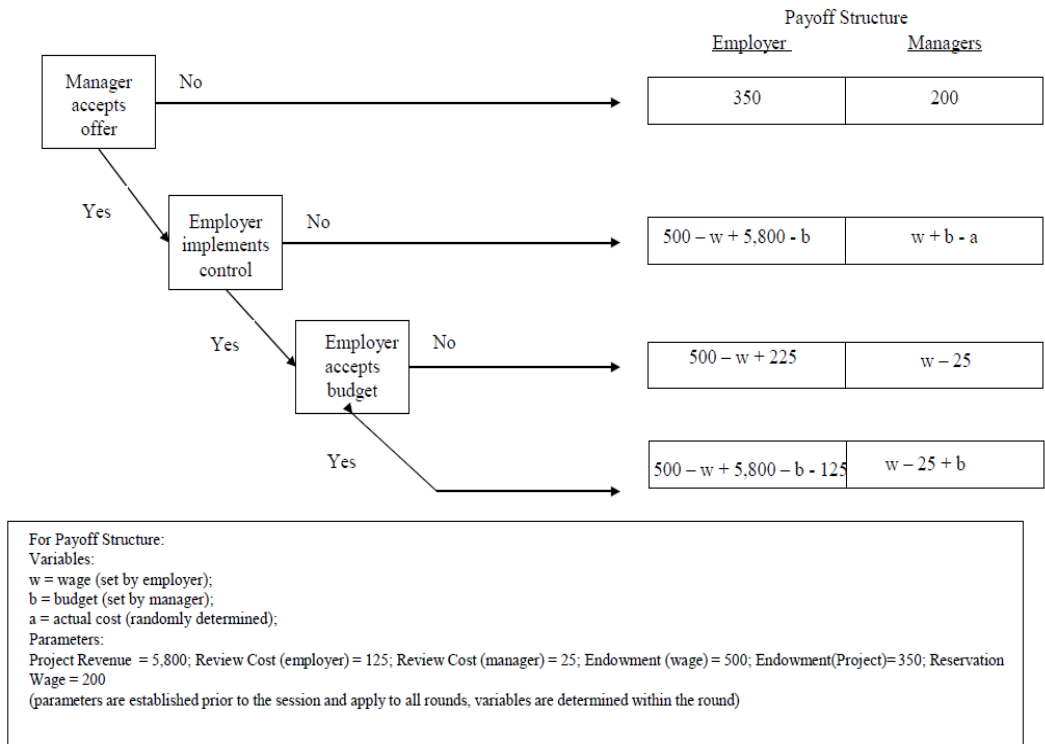 Payoff Structure
Employer Managers
Manager
accepts
offer
No
350 200
Yes
Employer
implements
control
No
500 – w + 5,800 - b w + b - a
Yes
Employer
accepts
budget
No
500 – w + 225 w – 25
Yes
500 – w + 5,800 – b - 125 w – 25 + b
For Payoff Structure:
Variables:
w = wage (set by employer);
b = budget (set by manager);
a = actual cost (randomly determined);
Parameters:
Project Revenue = 5,800; Review Cost (employer) = 125; Review Cost (manager) = 25; Endowment (wage) = 500; Endowment(Project)= 350; Reservation
Wage = 200
(parameters are established prior to the session and apply to all rounds, variables are determined within the round)